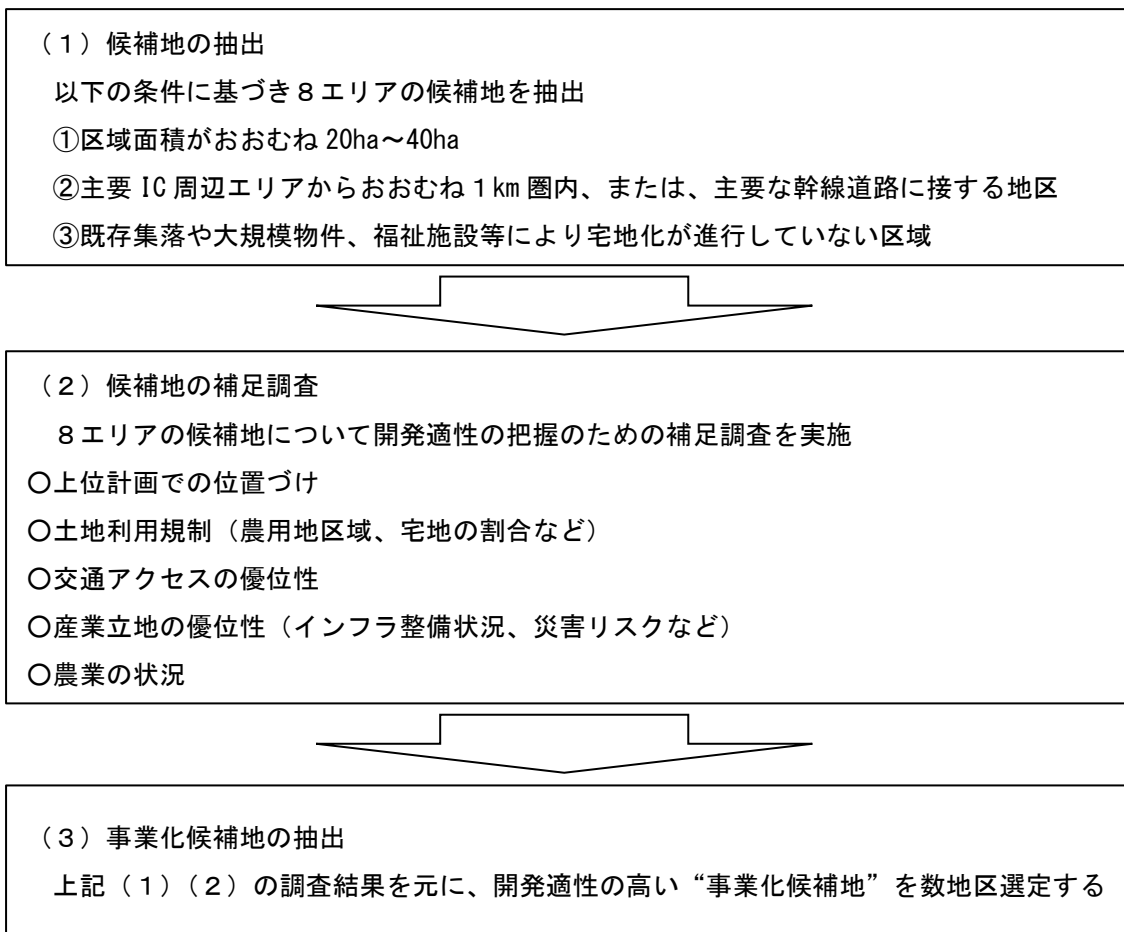 （１）候補地の抽出
以下の条件に基づき８エリアの候補地を抽出
①区域面積がおおむね 20ha～40ha
②主要 IC 周辺エリアからおおむね１km 圏内、または、主要な幹線道路に接する地区
③既存集落や大規模物件、福祉施設等により宅地化が進行していない区域
（２）候補地の補足調査
８エリアの候補地について開発適性の把握のための補足調査を実施
〇上位計画での位置づけ
〇土地利用規制（農用地区域、宅地の割合など）
〇交通アクセスの優位性
〇産業立地の優位性（インフラ整備状況、災害リスクなど）
〇農業の状況
（３）事業化候補地の抽出
上記（１）（２）の調査結果を元に、開発適性の高い“事業化候補地”を数地区選定する